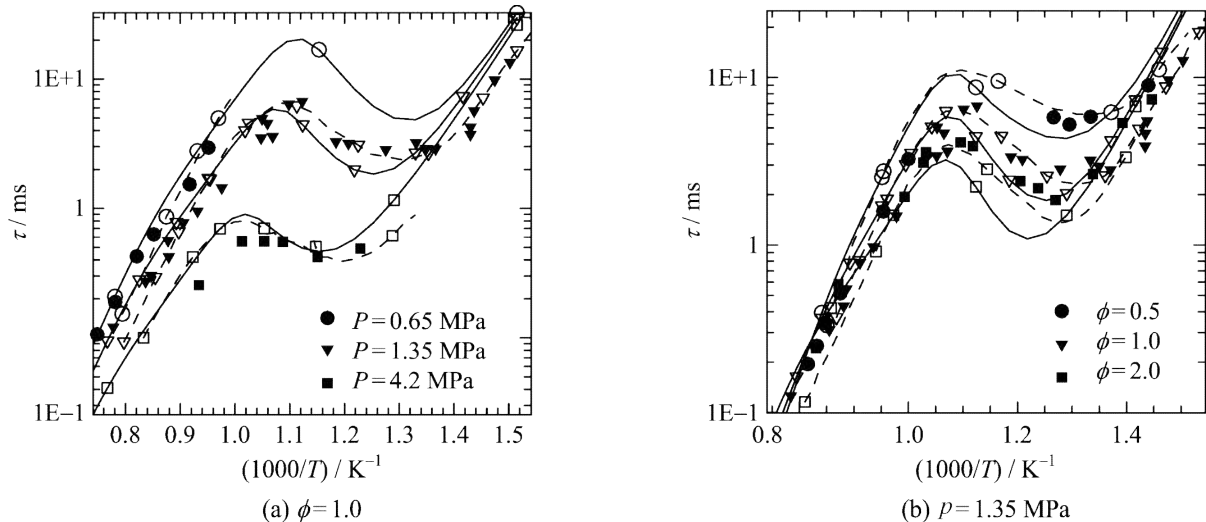 1E+1
1
1E−1
τ / ms
0.8 0.9 1.0 1.1 1.2 1.3 1.4 1.5
(1000/T) / K⁻¹
P = 0.65 MPa
P = 1.35 MPa
P = 4.2 MPa
(a) ϕ = 1.0
1E+1
1
1E−1
τ / ms
0.8 1.0 1.2 1.4
(1000/T) / K⁻¹
ϕ = 0.5
ϕ = 1.0
ϕ = 2.0
(b) p = 1.35 MPa